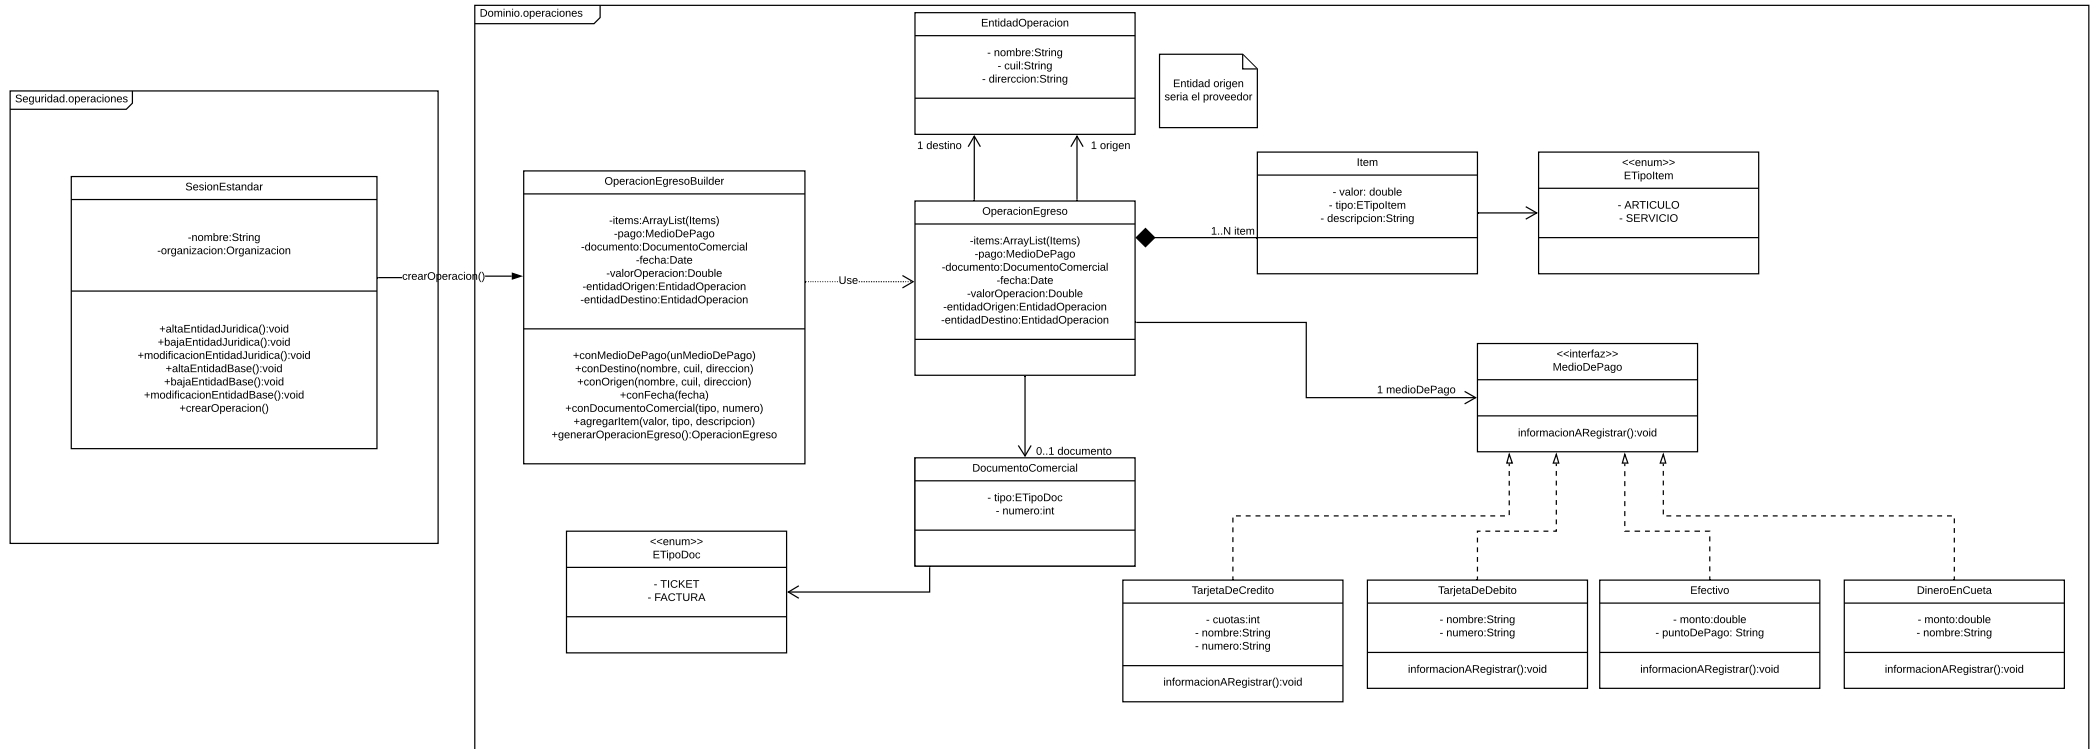 Dominio.operaciones
EntidadOperacion
- nombre:String
- cuil:String
- direrccion:String
Entidad origen
seria el proveedor
1 destino
1 origen
Seguridad.operaciones
SesionEstandar
-nombre:String
-organizacion:Organizacion
+altaEntidadJuridica():void
+bajaEntidadJuridica():void
+modificacionEntidadJuridica():void
+altaEntidadBase():void
+bajaEntidadBase():void
+modificacionEntidadBase():void
+crearOperacion()
crearOperacion()
OperacionEgresoBuilder
-items:ArrayList(Items)
-pago:MedioDePago
-documento:DocumentoComercial
-fecha:Date
-valorOperacion:Double
-entidadOrigen:EntidadOperacion
-entidadDestino:EntidadOperacion
+conMedioDePago(unMedioDePago)
+conDestino(nombre, cuil, direccion)
+conOrigen(nombre, cuil, direccion)
+conFecha(fecha)
+conDocumentoComercial(tipo, numero)
+agregarItem(valor, tipo, descripcion)
+generarOperacionEgreso():OperacionEgreso
Use
OperacionEgreso
-items:ArrayList(Items)
-pago:MedioDePago
-documento:DocumentoComercial
-fecha:Date
-valorOperacion:Double
-entidadOrigen:EntidadOperacion
-entidadDestino:EntidadOperacion
1..N item
Item
- valor: double
- tipo:ETipoItem
- descripcion:String
<<enum>>
ETipoItem
- ARTICULO
- SERVICIO
1 medioDePago
<<interfaz>>
MedioDePago
informacionARegistrar():void
0..1 documento
DocumentoComercial
- tipo:ETipoDoc
- numero:int
<<enum>>
ETipoDoc
- TICKET
- FACTURA
TarjetaDeCredito
- cuotas:int
- nombre:String
- numero:String
informacionARegistrar():void
TarjetaDeDebito
- nombre:String
- numero:String
informacionARegistrar():void
Efectivo
- monto:double
- puntoDePago: String
informacionARegistrar():void
DineroEnCueta
- monto:double
- nombre:String
informacionARegistrar():void